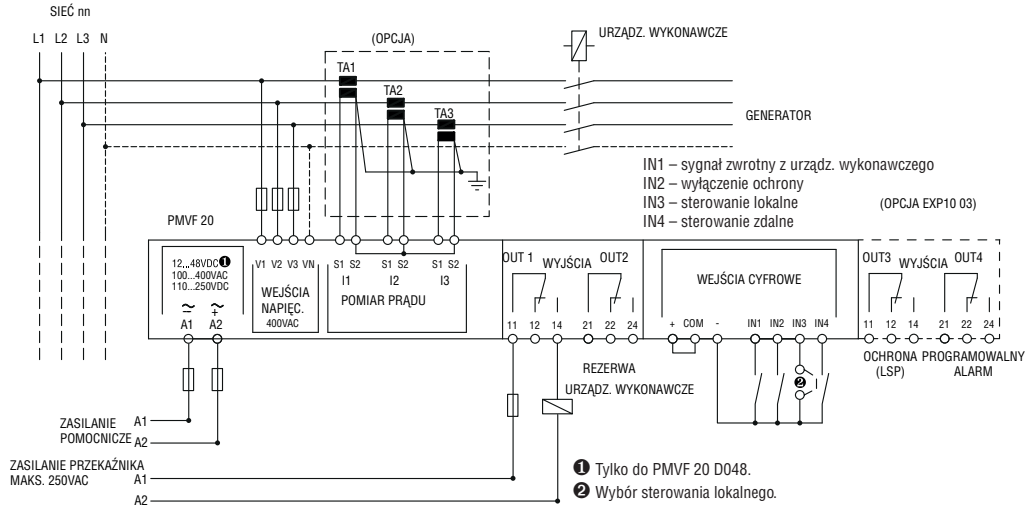 SIEĆ nn
L1 L2 L3 N
(OPCJA)
URZĄDZ. WYKONAWCZE
TA1
TA2
TA3
GENERATOR
IN1 – sygnał zwrotny z urządz. wykonawczego
IN2 – wyłączenie ochrony
IN3 – sterowanie lokalne
IN4 – sterowanie zdalne
(OPCJA EXP10 03)
PMVF 20
12,,,48VDC❶
100...400VAC
110...250VDC
A1 A2
V1 V2 V3 VN
WEJŚCIA
NAPIĘC.
400VAC
S1 S2 S1 S2 S1 S2
I1 I2 I3
POMIAR PRĄDU
OUT 1 WYJŚCIA OUT2
11 12 14 21 22 24
WEJŚCIA CYFROWE
+ COM - IN1 IN2 IN3 IN4
OUT3 WYJŚCIA OUT4
11 12 14 21 22 24
REZERWA
URZĄDZ. WYKONAWCZE
❷
OCHRONA PROGRAMOWALNY
(LSP) ALARM
ZASILANIE
POMOCNICZE
A1
A2
ZASILANIE PRZEKAŹNIKA
MAKS. 250VAC
A1
A2
❶ Tylko do PMVF 20 D048.
❷ Wybór sterowania lokalnego.